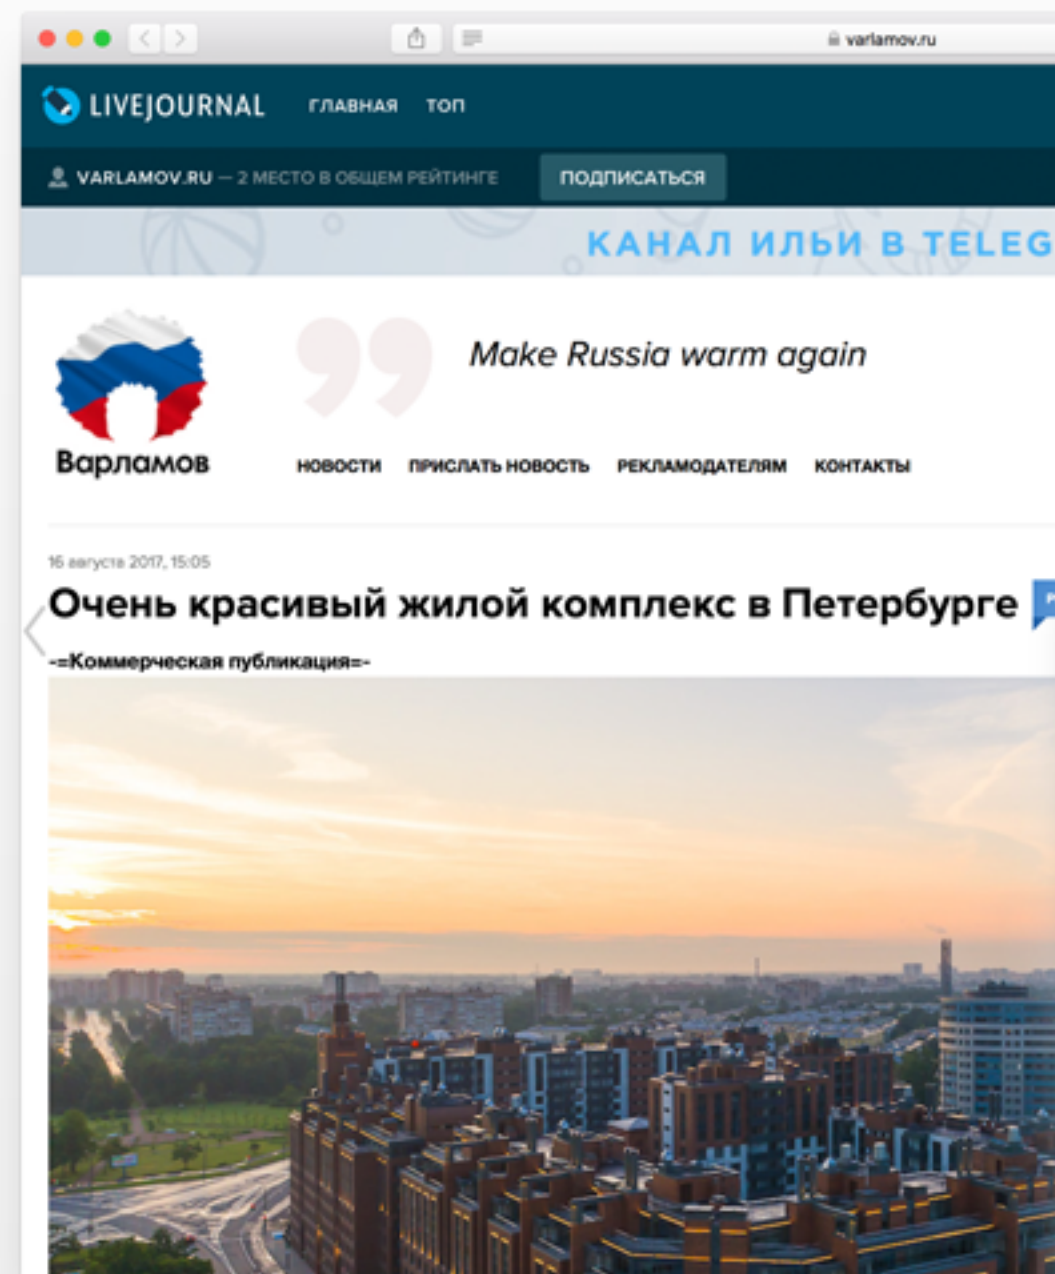 varlamov.ru
LIVEJOURNAL ГЛАВНАЯ ТОП
VARLAMOV.RU — 2 МЕСТО В ОБЩЕМ РЕЙТИНГЕ ПОДПИСАТЬСЯ
КАНАЛ ИЛЬИ В TELEG
Make Russia warm again
Варламов
НОВОСТИ ПРИСЛАТЬ НОВОСТЬ РЕКЛАМОДАТЕЛЯМ КОНТАКТЫ
16 августа 2017, 15:05
Очень красивый жилой комплекс в Петербурге
-=Коммерческая публикация=-